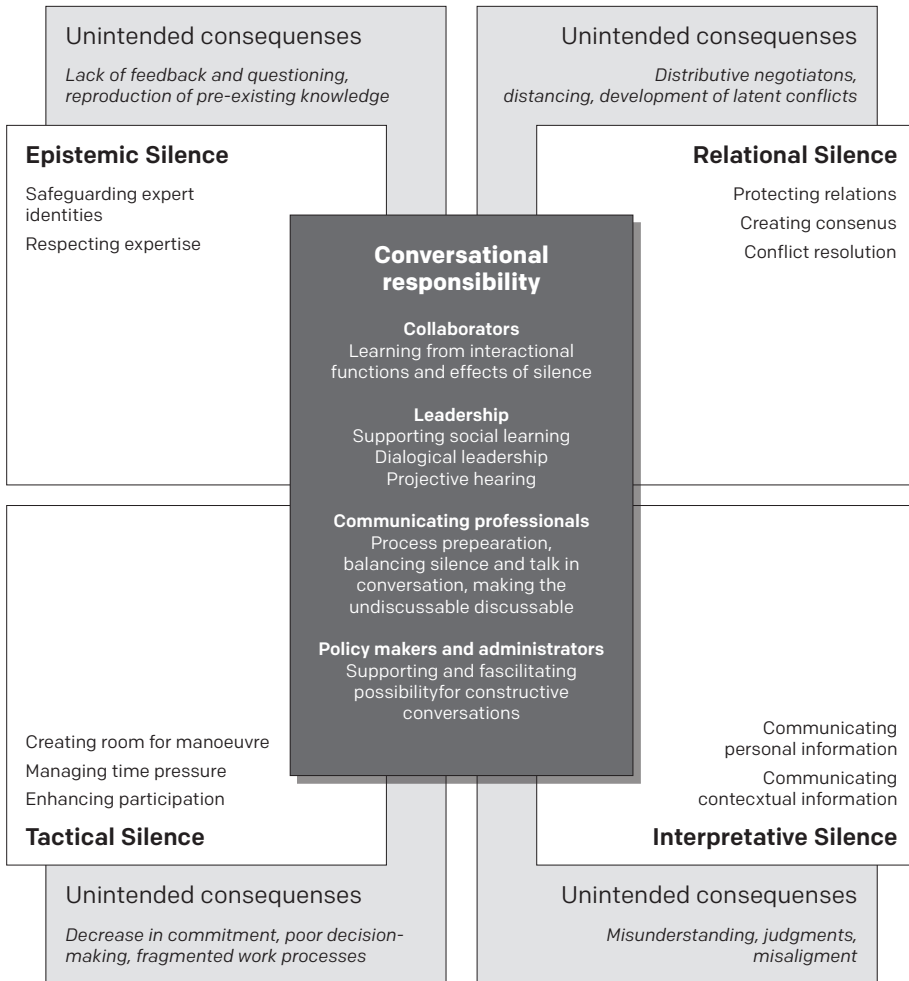 Unintended consequenses
Lack of feedback and questioning,
reproduction of pre-existing knowledge
Unintended consequenses
Distributive negotiatons,
distancing, development of latent conflicts
Epistemic Silence
Safeguarding expert
identities
Respecting expertise
Relational Silence
Protecting relations
Creating consenus
Conflict resolution
Conversational
responsibility
Collaborators
Learning from interactional
functions and effects of silence
Leadership
Supporting social learning
Dialogical leadership
Projective hearing
Communicating professionals
Process prepearation,
balancing silence and talk in
conversation, making the
undiscussable discussable
Policy makers and administrators
Supporting and fascilitating
possibilityfor constructive
conversations
Creating room for manoeuvre
Managing time pressure
Enhancing participation
Tactical Silence
Communicating
personal information
Communicating
contecxtual information
Interpretative Silence
Unintended consequenses
Decrease in commitment, poor decision-
making, fragmented work processes
Unintended consequenses
Misunderstanding, judgments,
misaligment